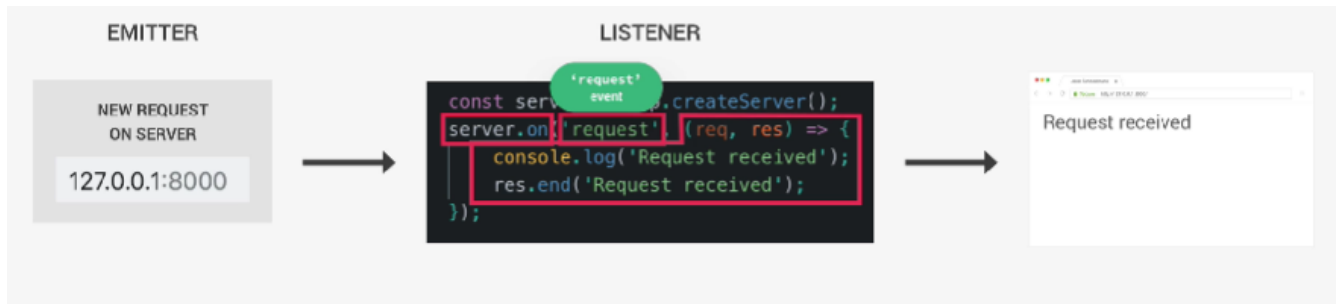 EMITTER
LISTENER
NEW REQUEST
ON SERVER
127.0.0.1:8000
'request'
event
const serv p.createServer();
server.on('request', (req, res) => {
console.log('Request received');
res.end('Request received');
});
Request received